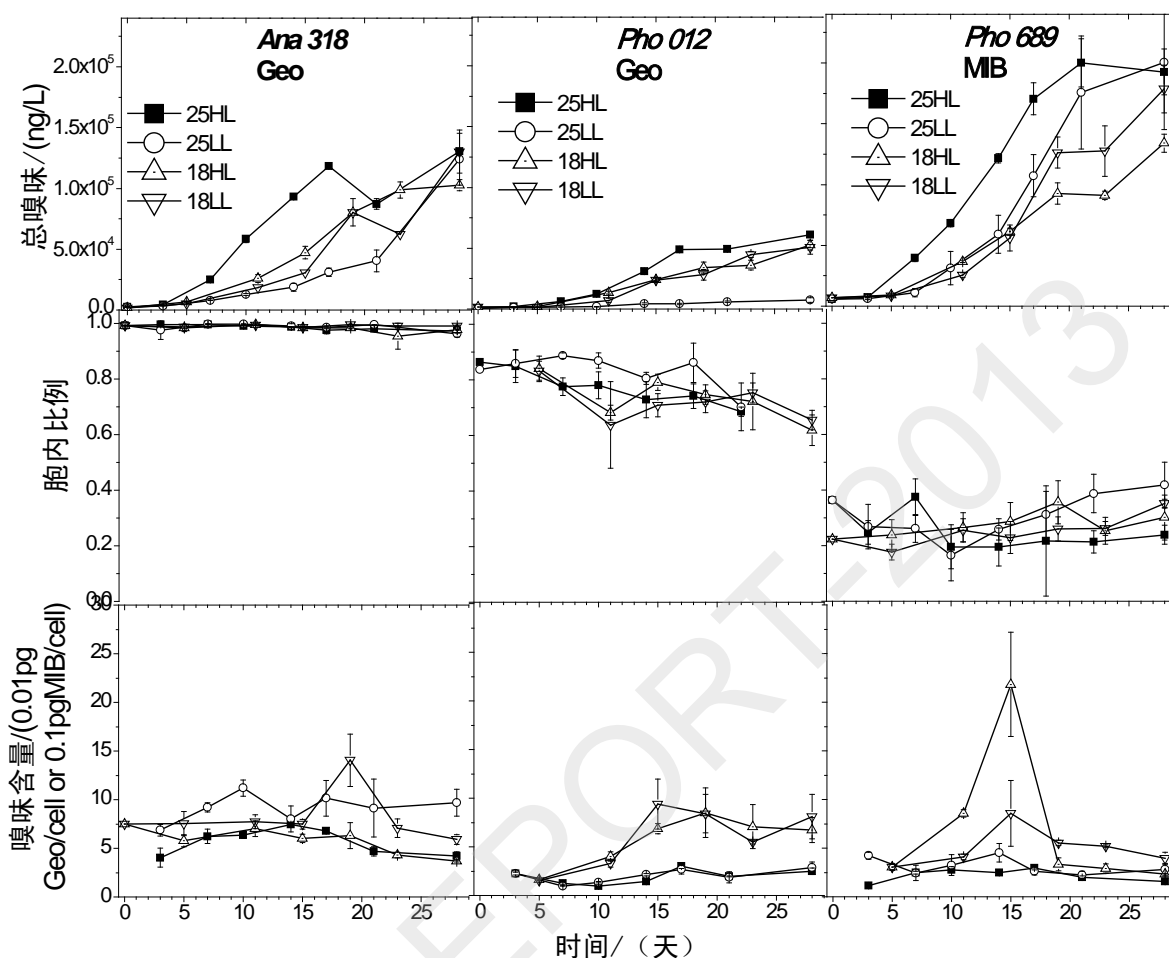 Ana 318
Geo
25HL
25LL
18HL
18LL
Pho 012
Geo
25HL
25LL
18HL
18LL
Pho 689
MIB
25HL
25LL
18HL
18LL
总嗅味/(ng/L)
2.0x10⁵
1.5x10⁵
1.0x10⁵
5.0x10⁴
0.0
胞内比例
1.0
0.8
0.6
0.4
0.2
0.0
嗅味含量/(0.01pg
Geo/cell or 0.1pgMIB/cell)
30
25
20
15
10
5
0
0 5 10 15 20 25
0 5 10 15 20 25
0 5 10 15 20 25
时间/（天）
EPORT-2013